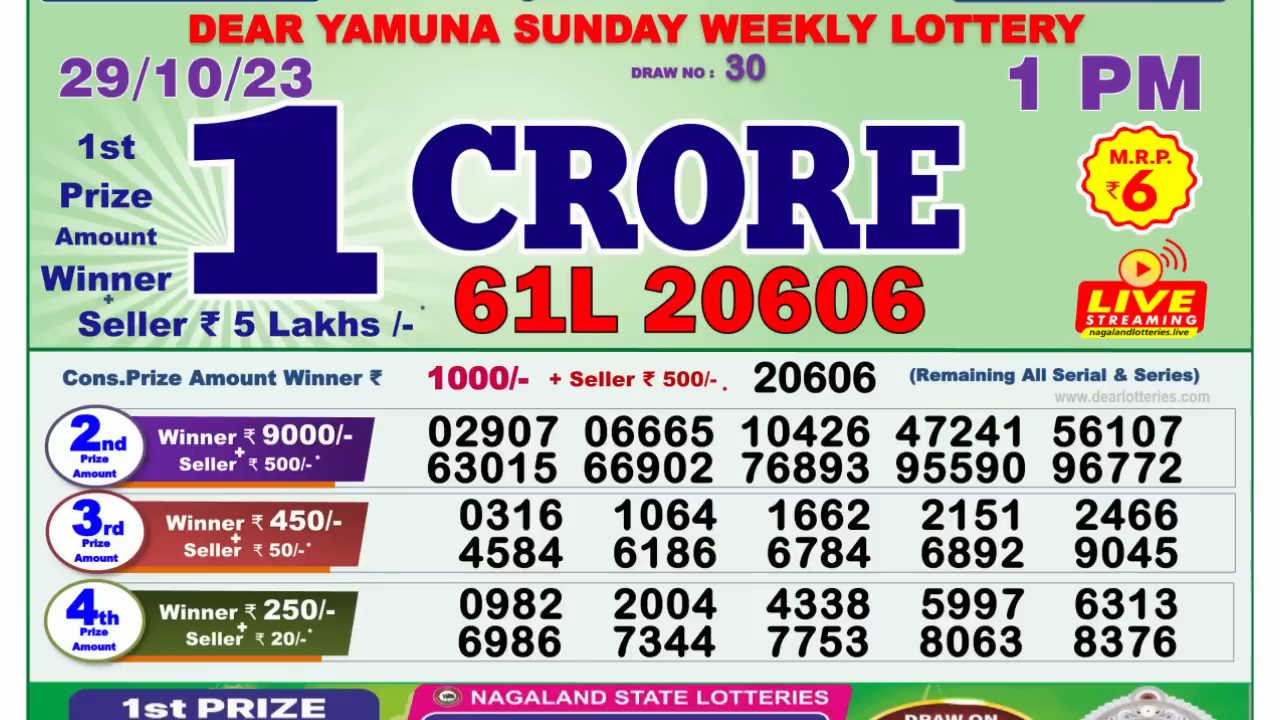 DEAR YAMUNA SUNDAY WEEKLY LOTTERY
29/10/23
DRAW NO : 30
1 PM
1st
Prize
Amount
Winner
+
Seller ₹ 5 Lakhs /-*
1 CRORE
61L 20606
M.R.P.
₹6
LIVE
STREAMING
nagalandlotteries.live
Cons.Prize Amount Winner ₹ 1000/- + Seller ₹ 500/- . 20606 (Remaining All Serial & Series)
www.dearlotteries.com
2nd
Prize
Amount
Winner ₹ 9000/-
+
Seller ₹ 500/-*
02907 06665 10426 47241 56107
63015 66902 76893 95590 96772
3rd
Prize
Amount
Winner ₹ 450/-
+
Seller ₹ 50/-*
0316 1064 1662 2151 2466
4584 6186 6784 6892 9045
4th
Prize
Amount
Winner ₹ 250/-
+
Seller ₹ 20/-*
0982 2004 4338 5997 6313
6986 7344 7753 8063 8376
1st PRIZE
NAGALAND STATE LOTTERIES
DRAW ON